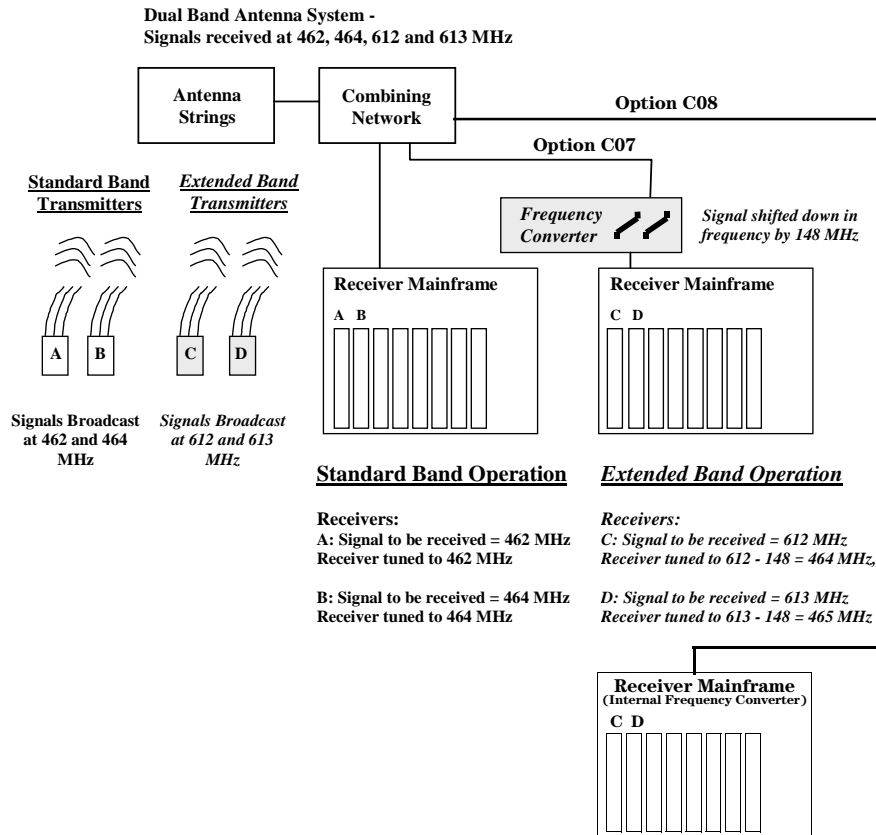 Dual Band Antenna System -
Signals received at 462, 464, 612 and 613 MHz
Antenna
Strings
Combining
Network
Option C08
Option C07
Standard Band
Transmitters
Extended Band
Transmitters
Frequency
Converter
Signal shifted down in
frequency by 148 MHz
A
B
C
D
Signals Broadcast
at 462 and 464
MHz
Signals Broadcast
at 612 and 613
MHz
Receiver Mainframe
A B
Receiver Mainframe
C D
Standard Band Operation
Receivers:
A: Signal to be received = 462 MHz
Receiver tuned to 462 MHz
B: Signal to be received = 464 MHz
Receiver tuned to 464 MHz
Extended Band Operation
Receivers:
C: Signal to be received = 612 MHz
Receiver tuned to 612 - 148 = 464 MHz,
D: Signal to be received = 613 MHz
Receiver tuned to 613 - 148 = 465 MHz
Receiver Mainframe
(Internal Frequency Converter)
C D